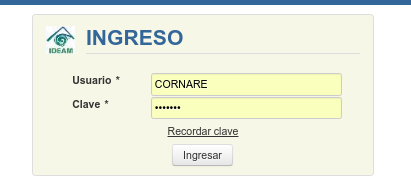 IDEAM
INGRESO
Usuario * CORNARE
Clave * •••••••
Recordar clave
Ingresar